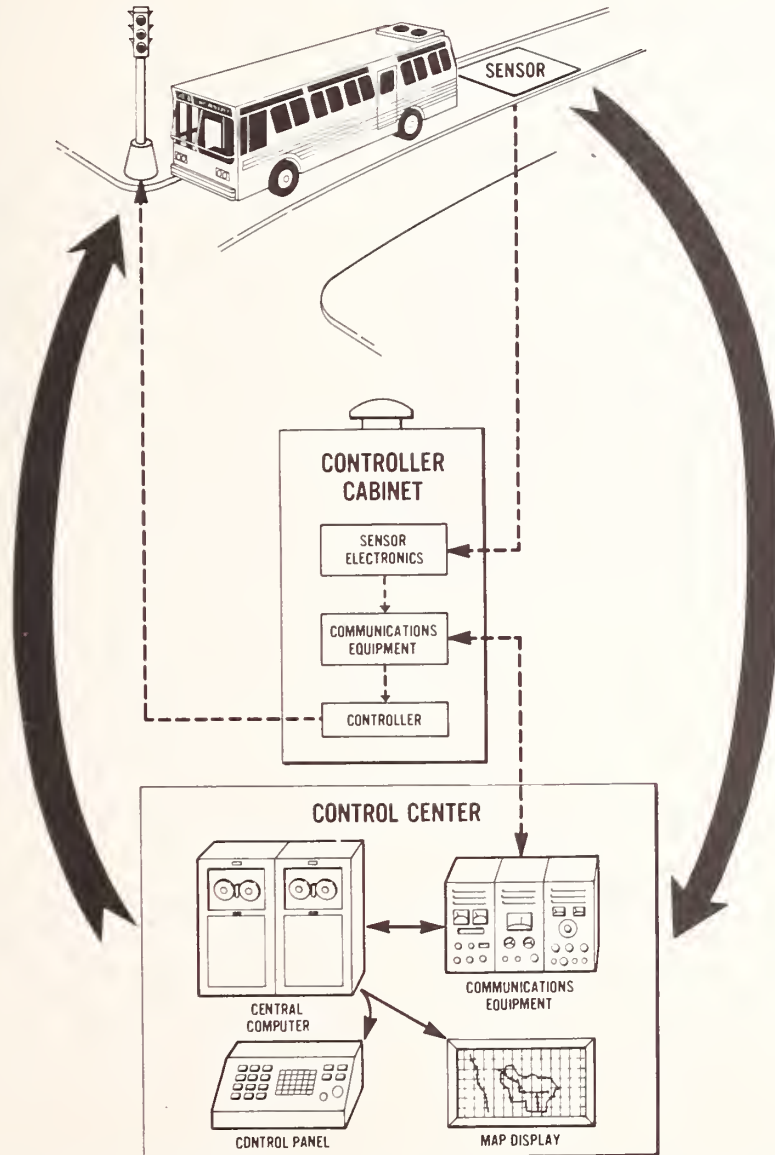 SENSOR
CONTROLLER
CABINET
SENSOR
ELECTRONICS
COMMUNICATIONS
EQUIPMENT
CONTROLLER
CONTROL CENTER
CENTRAL
COMPUTER
COMMUNICATIONS
EQUIPMENT
CONTROL PANEL
MAP DISPLAY